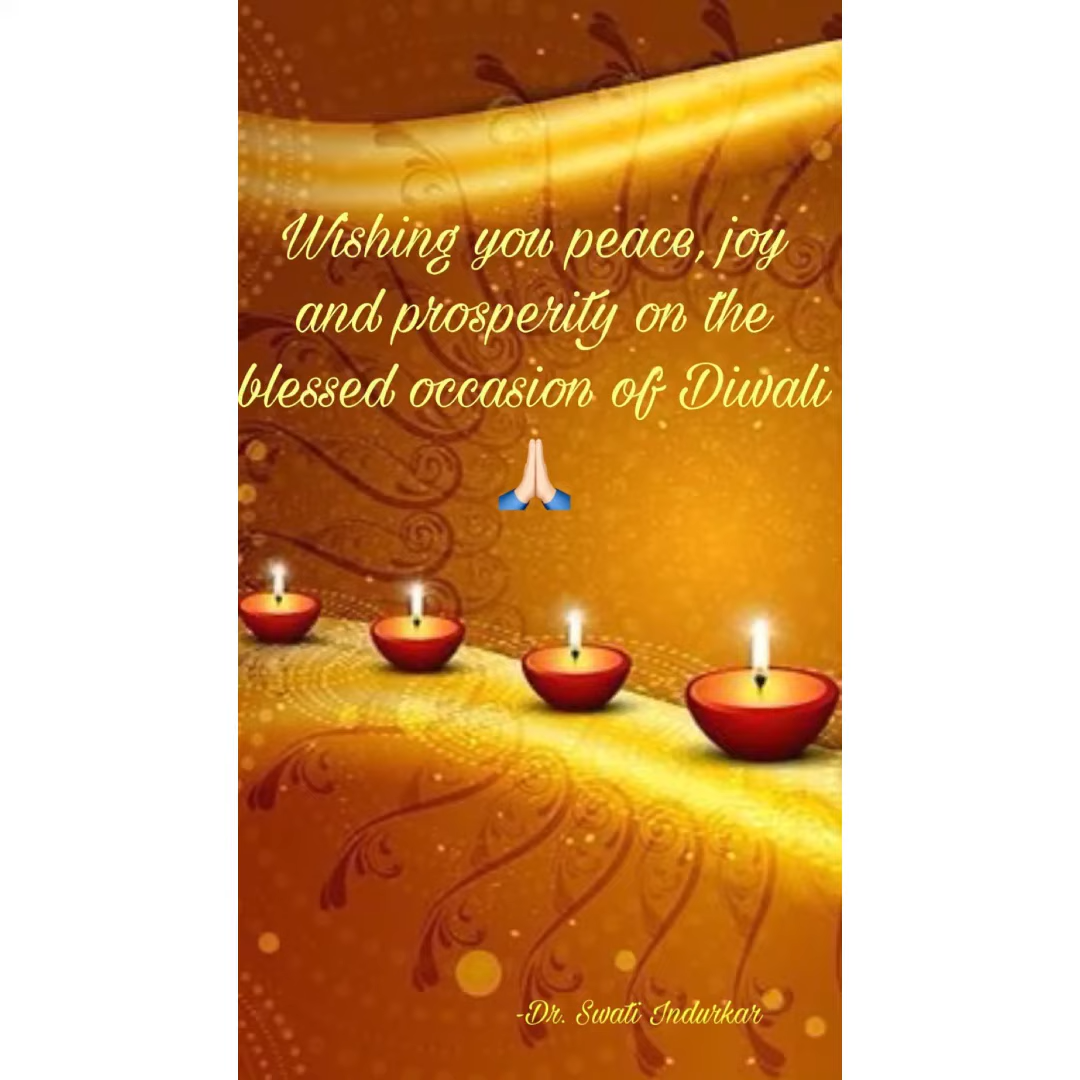 Wishing you peace, joy
and prosperity on the
blessed occasion of Diwali
🙏🏻
-Dr. Swati Indurkar